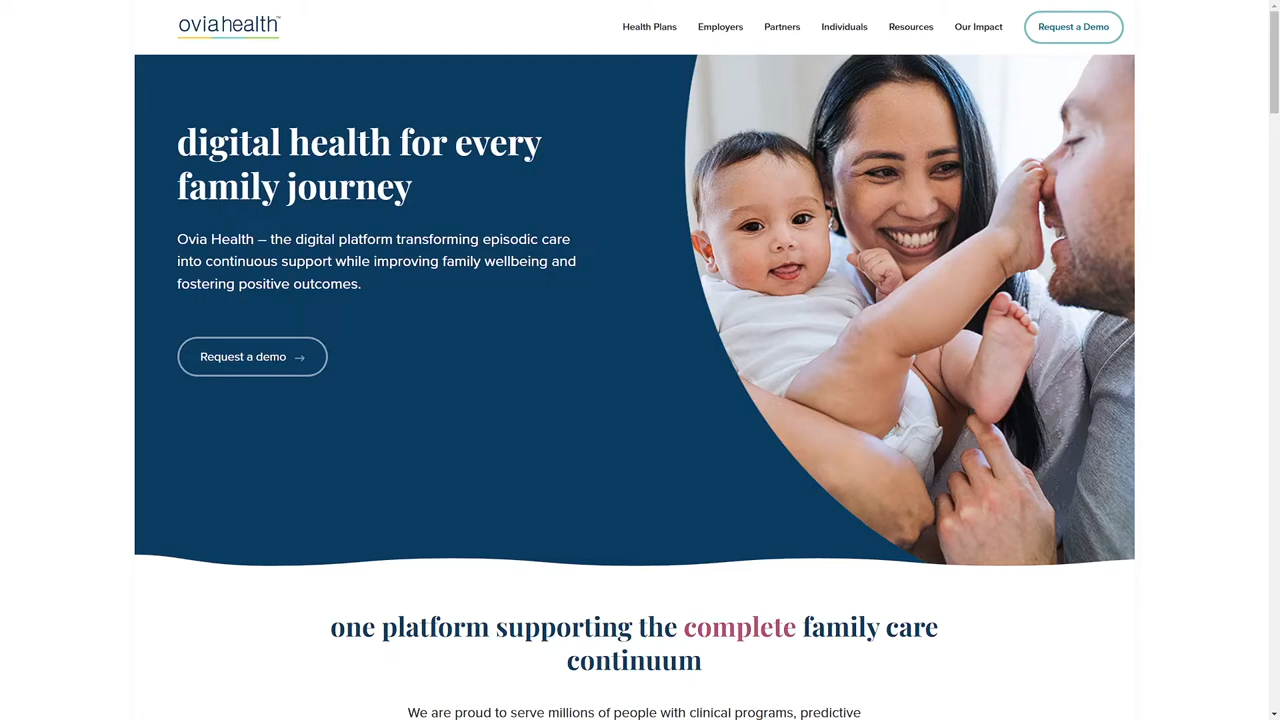 oviahealth™
Health Plans Employers Partners Individuals Resources Our Impact Request a Demo
digital health for every
family journey
Ovia Health – the digital platform transforming episodic care
into continuous support while improving family wellbeing and
fostering positive outcomes.
Request a demo →
one platform supporting the complete family care
continuum
We are proud to serve millions of people with clinical programs, predictive